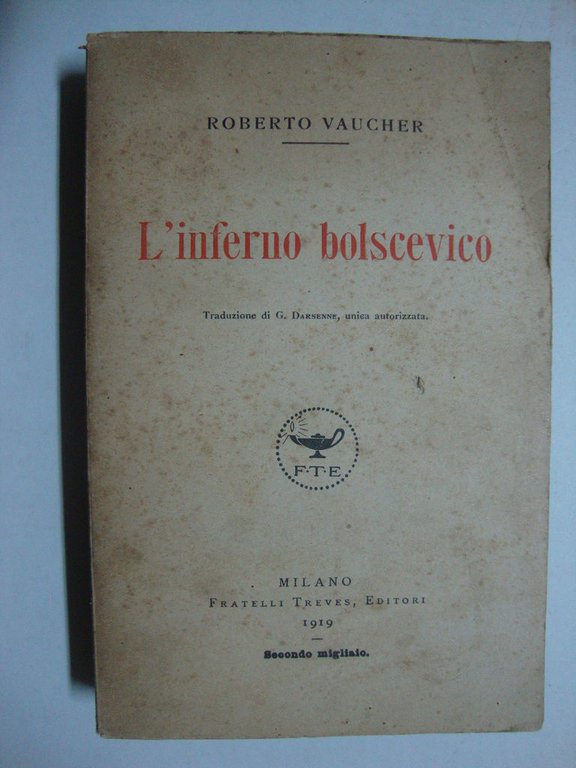 ROBERTO VAUCHER
L'inferno bolscevico
Traduzione di G. DARSENNE, unica autorizzata.
F·T·E
MILANO
FRATELLI TREVES, EDITORI
1919
Secondo migliaio.